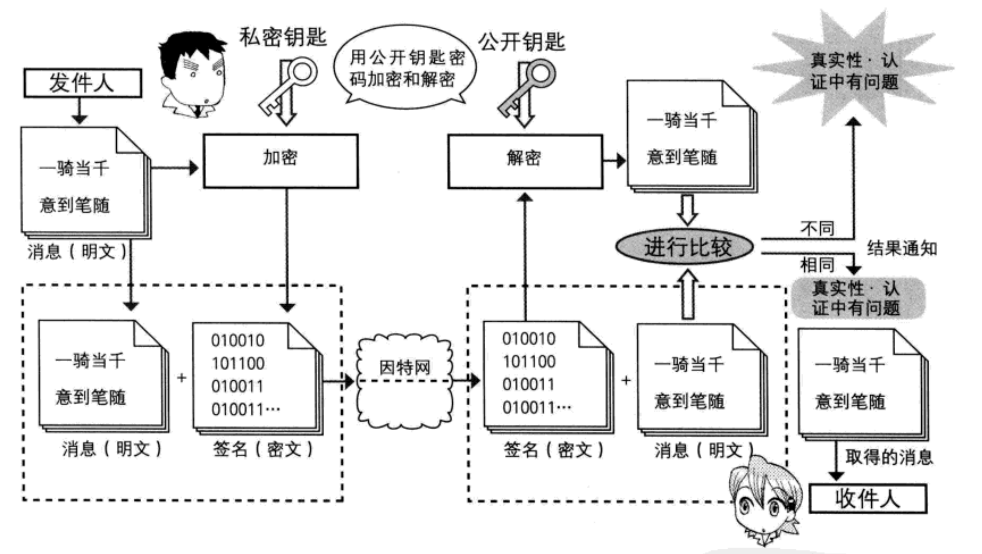 私密钥匙
用公开钥匙密
码加密和解密
公开钥匙
真实性·认
证中有问题
发件人
一骑当千
意到笔随
消息（明文）
加密
解密
一骑当千
意到笔随
进行比较
不同
相同
结果通知
真实性·认
证中有问题
一骑当千
意到笔随
消息（明文）
+
010010
101100
010011
010011…
签名（密文）
因特网
010010
101100
010011
010011…
签名（密文）
+
一骑当千
意到笔随
消息（明文）
一骑当千
意到笔随
取得的消息
收件人